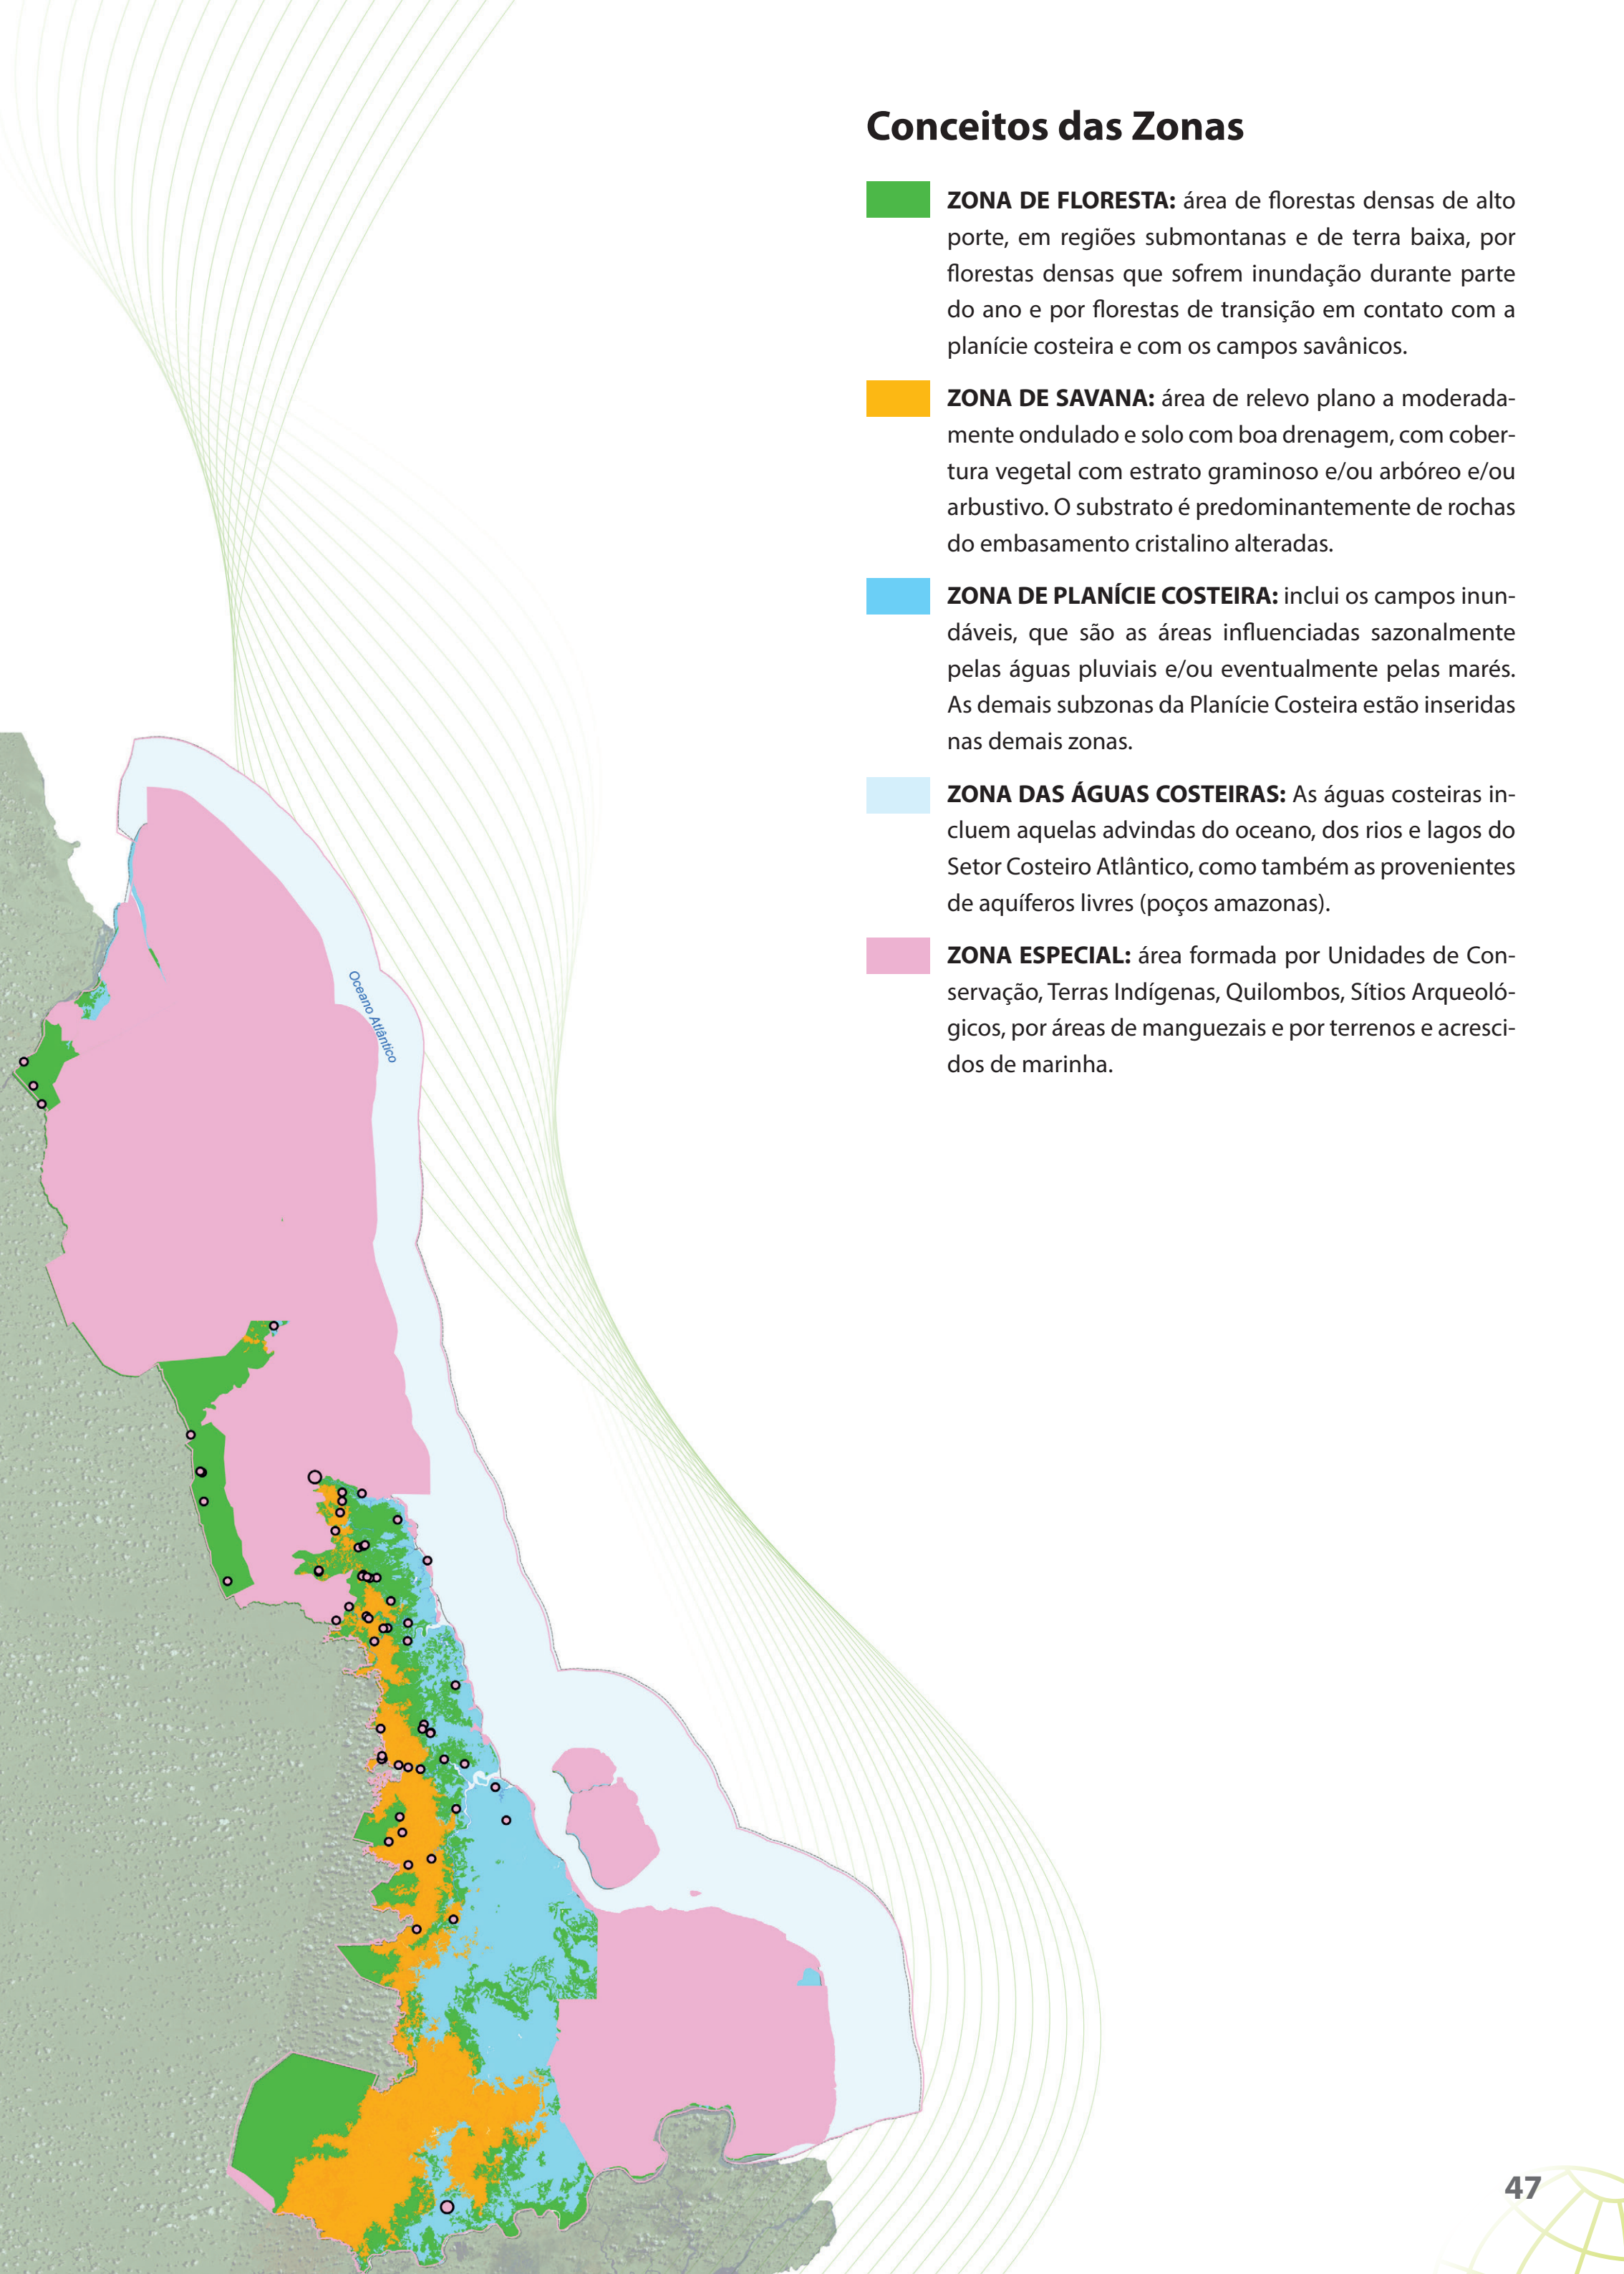 Conceitos das Zonas
ZONA DE FLORESTA: área de florestas densas de alto
porte, em regiões submontanas e de terra baixa, por
florestas densas que sofrem inundação durante parte
do ano e por florestas de transição em contato com a
planície costeira e com os campos savânicos.
ZONA DE SAVANA: área de relevo plano a moderada-
mente ondulado e solo com boa drenagem, com cober-
tura vegetal com estrato graminoso e/ou arbóreo e/ou
arbustivo. O substrato é predominantemente de rochas
do embasamento cristalino alteradas.
ZONA DE PLANÍCIE COSTEIRA: inclui os campos inun-
dáveis, que são as áreas influenciadas sazonalmente
pelas águas pluviais e/ou eventualmente pelas marés.
As demais subzonas da Planície Costeira estão inseridas
nas demais zonas.
ZONA DAS ÁGUAS COSTEIRAS: As águas costeiras in-
cluem aquelas advindas do oceano, dos rios e lagos do
Setor Costeiro Atlântico, como também as provenientes
de aquíferos livres (poços amazonas).
ZONA ESPECIAL: área formada por Unidades de Con-
servação, Terras Indígenas, Quilombos, Sítios Arqueoló-
gicos, por áreas de manguezais e por terrenos e acresci-
dos de marinha.
Oceano Atlântico
47